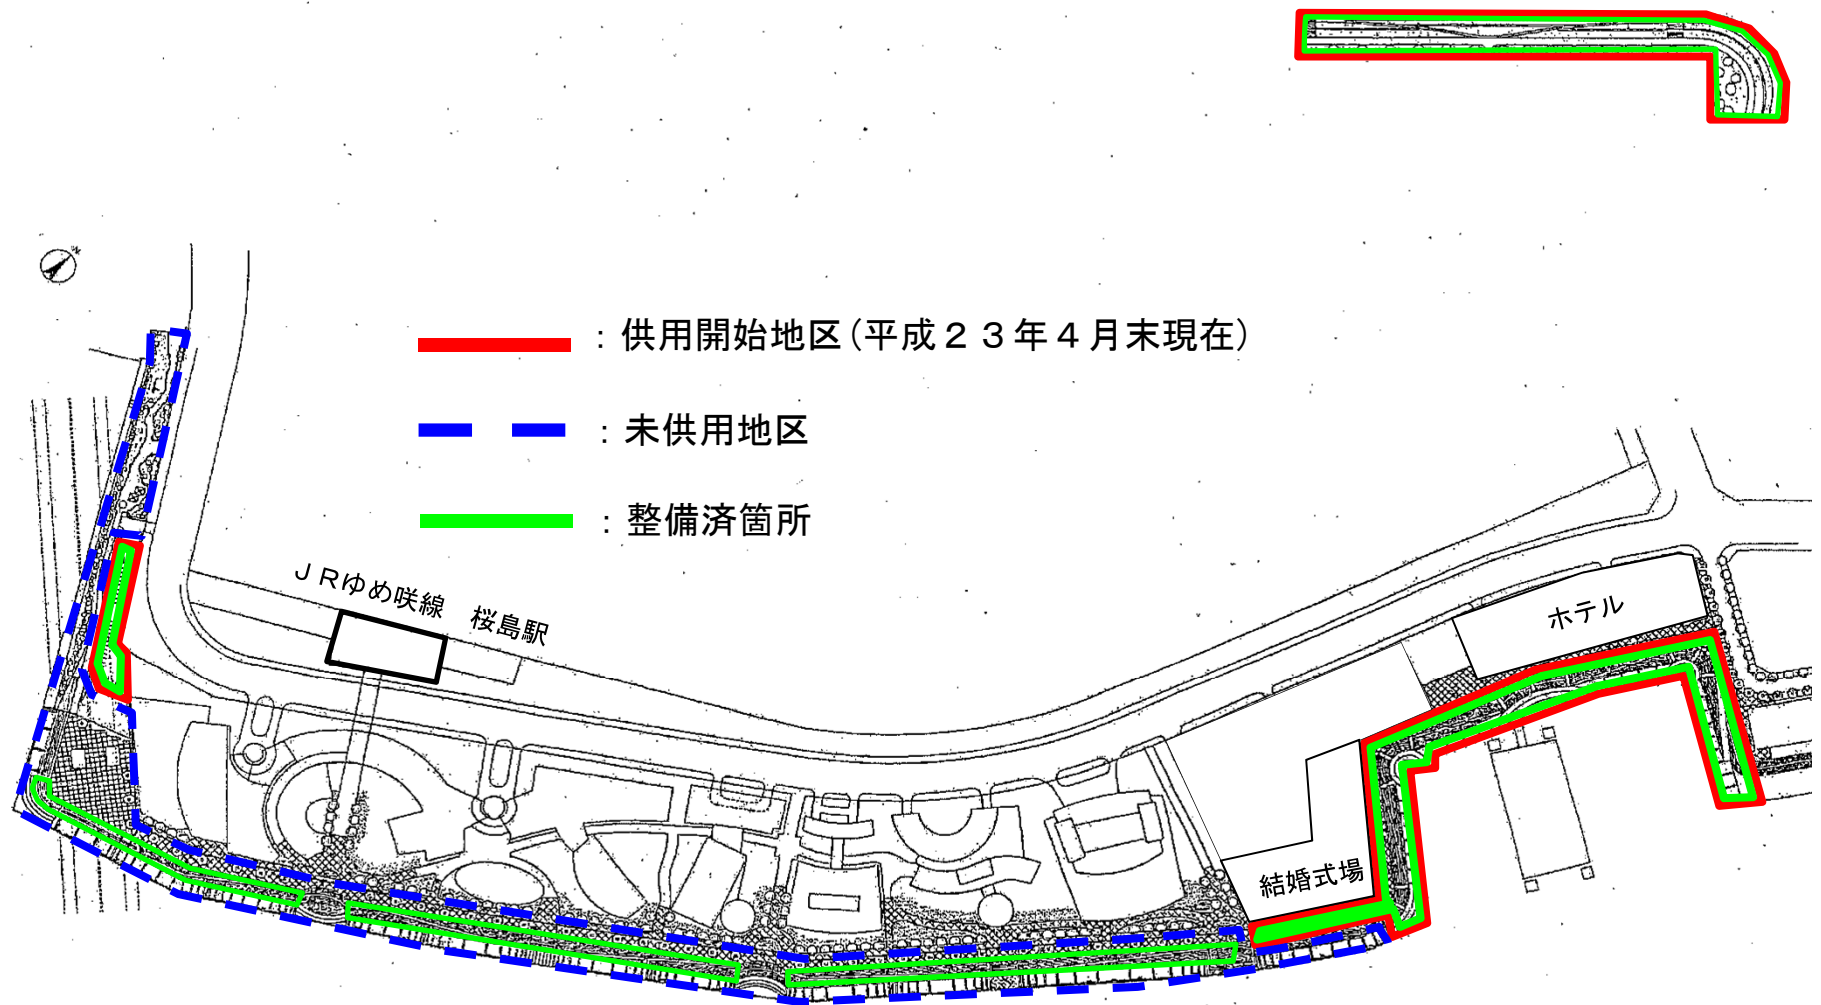 ：供用開始地区(平成２３年４月末現在)
：未供用地区
：整備済箇所
ＪＲゆめ咲線　桜島駅
ホテル
結婚式場